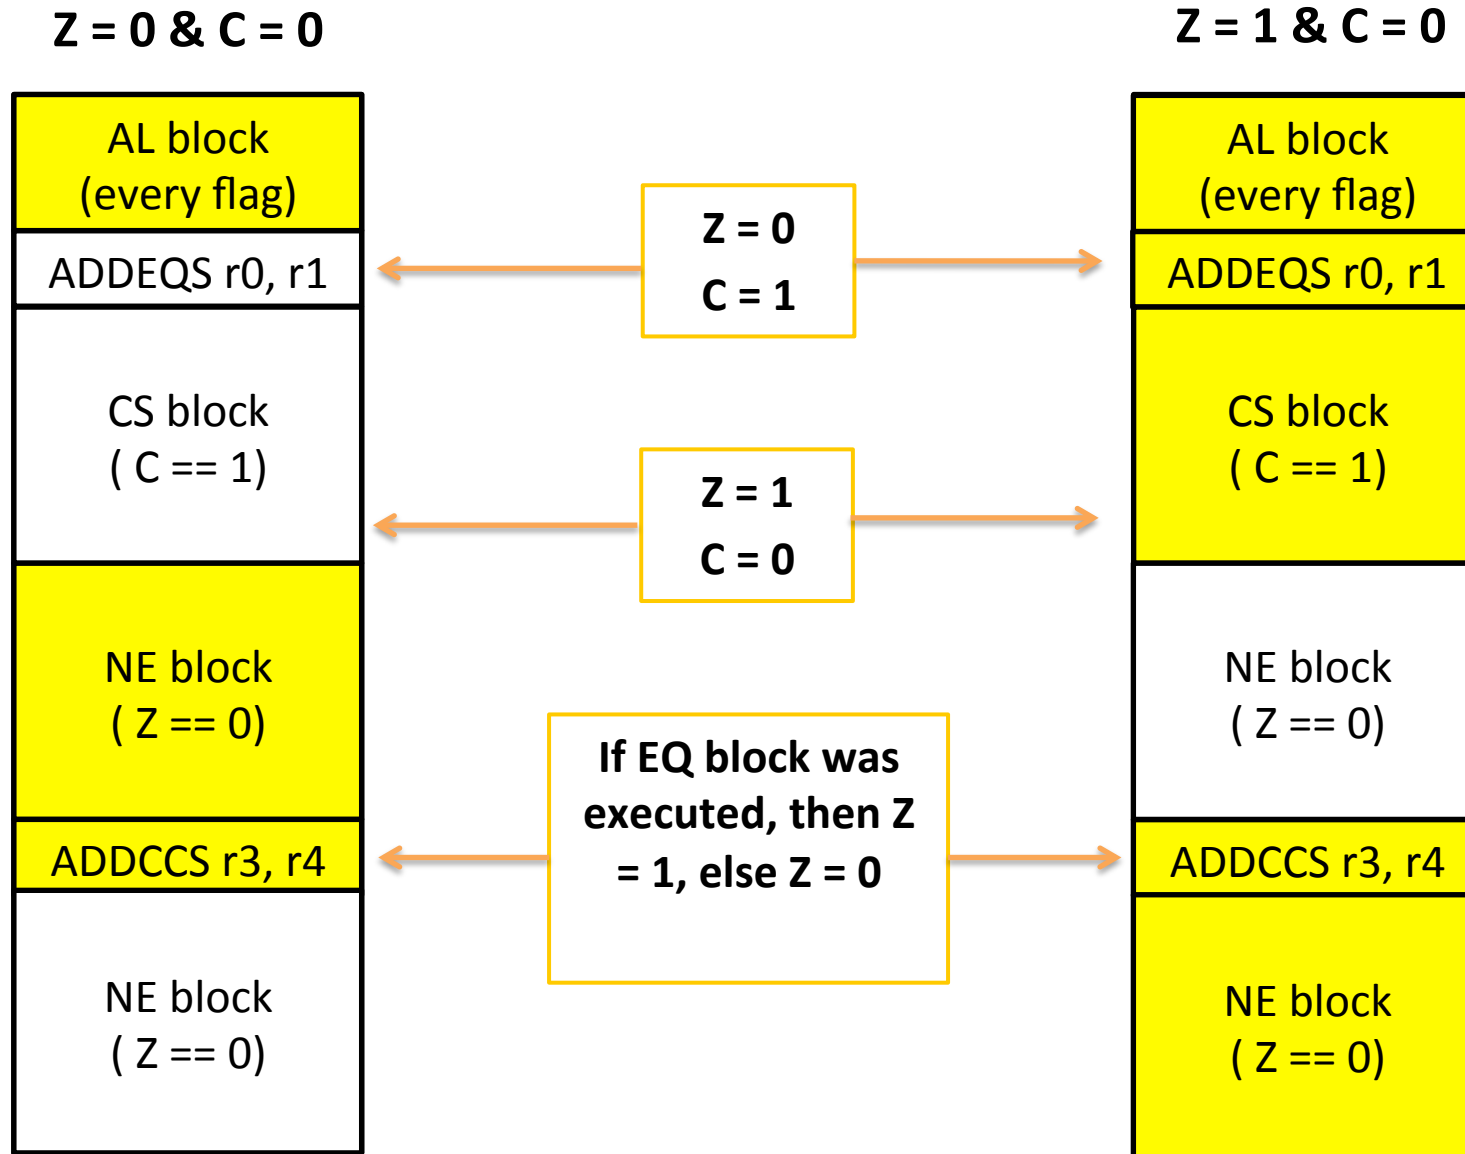 Z = 0 & C = 0
AL block
(every flag)
ADDEQS r0, r1
CS block
( C == 1)
NE block
( Z == 0)
ADDCCS r3, r4
NE block
( Z == 0)
Z = 0
C = 1
Z = 1
C = 0
If EQ block was
executed, then Z
= 1, else Z = 0
Z = 1 & C = 0
AL block
(every flag)
ADDEQS r0, r1
CS block
( C == 1)
NE block
( Z == 0)
ADDCCS r3, r4
NE block
( Z == 0)